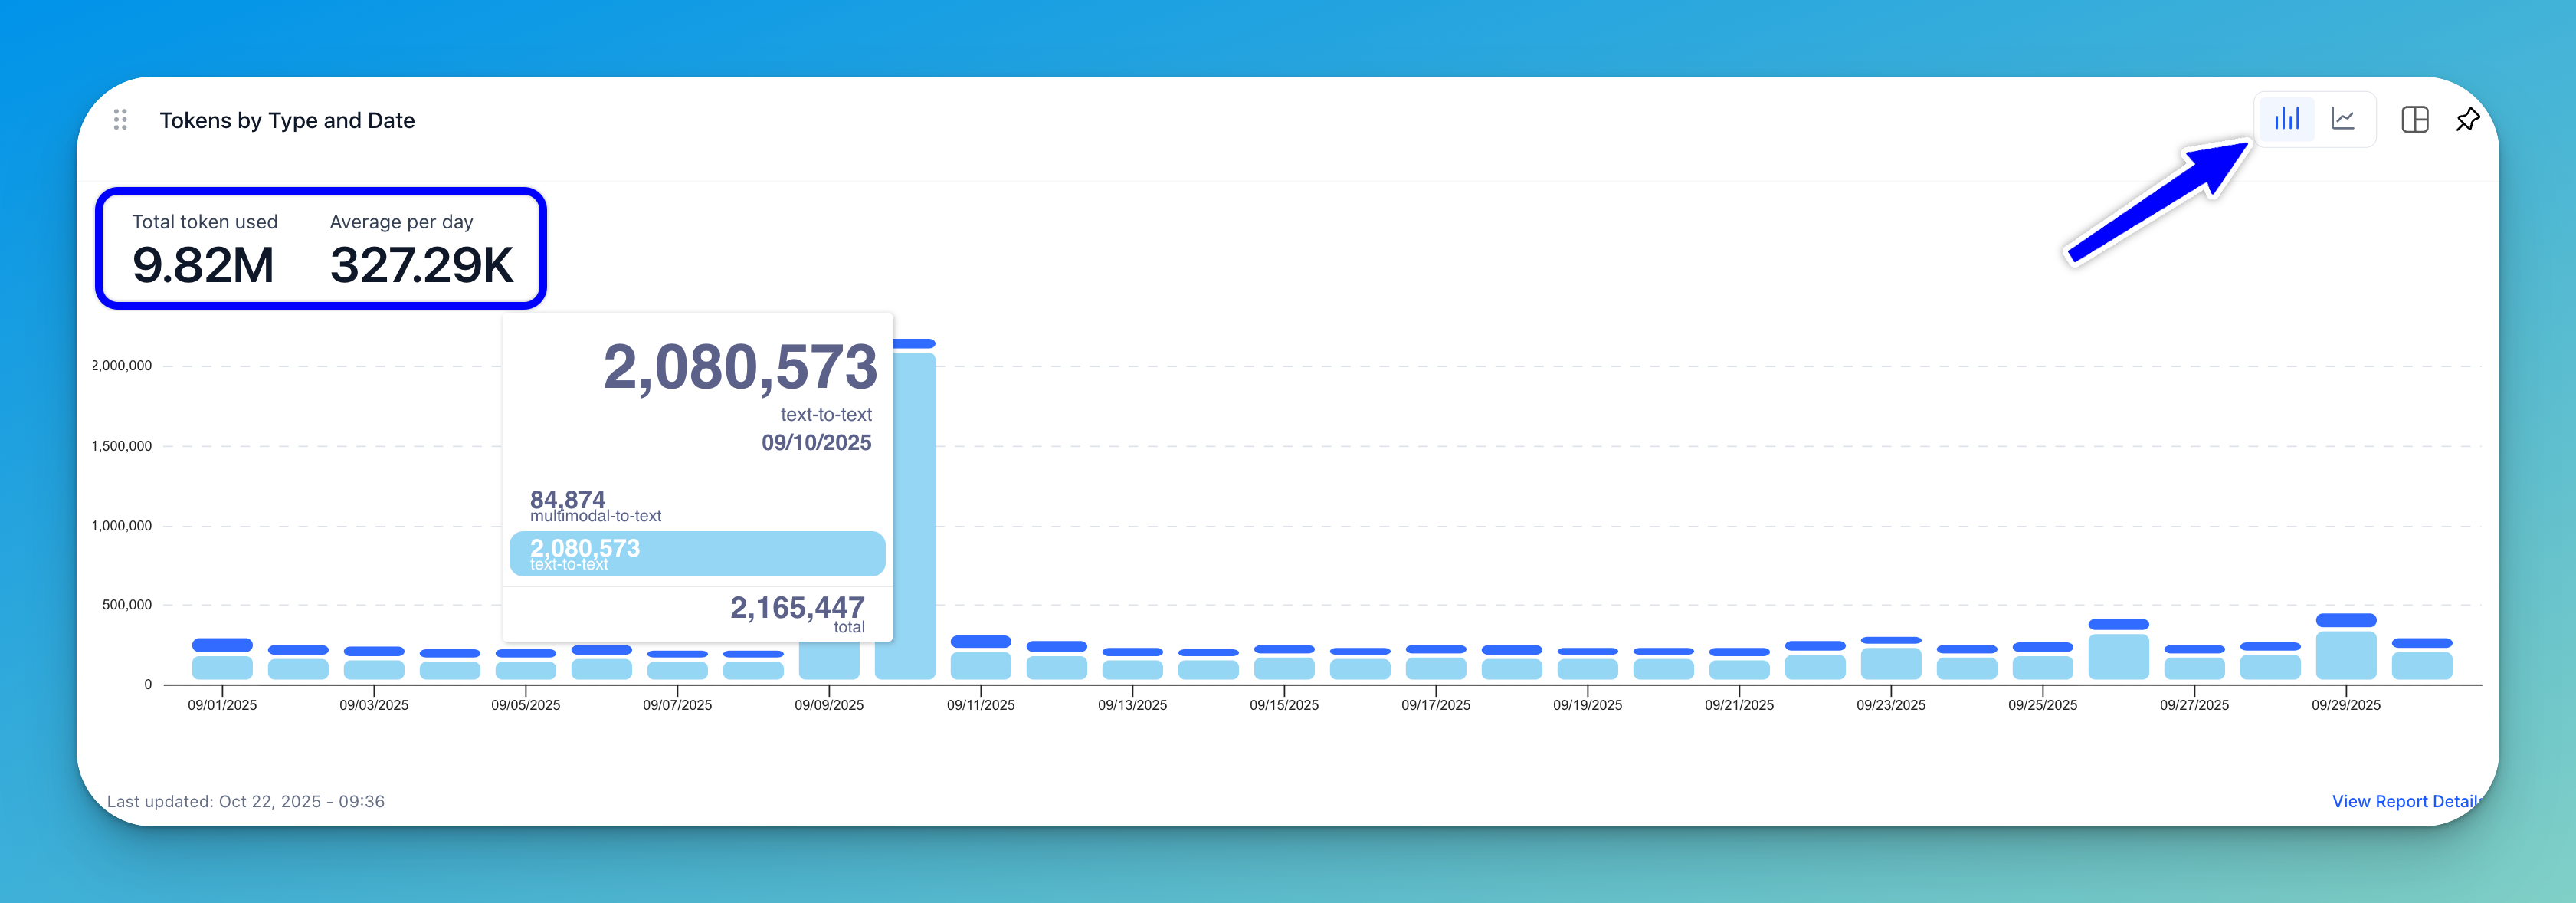 Tokens by Type and Date
Total token used
Average per day
9.82M
327.29K
2,080,573
text-to-text
09/10/2025
84,874
multimodal-to-text
2,080,573
text-to-text
2,165,447
total
2,000,000
1,500,000
1,000,000
500,000
0
09/01/2025
09/03/2025
09/05/2025
09/07/2025
09/09/2025
09/11/2025
09/13/2025
09/15/2025
09/17/2025
09/19/2025
09/21/2025
09/23/2025
09/25/2025
09/27/2025
09/29/2025
Last updated: Oct 22, 2025 - 09:36
View Report Details